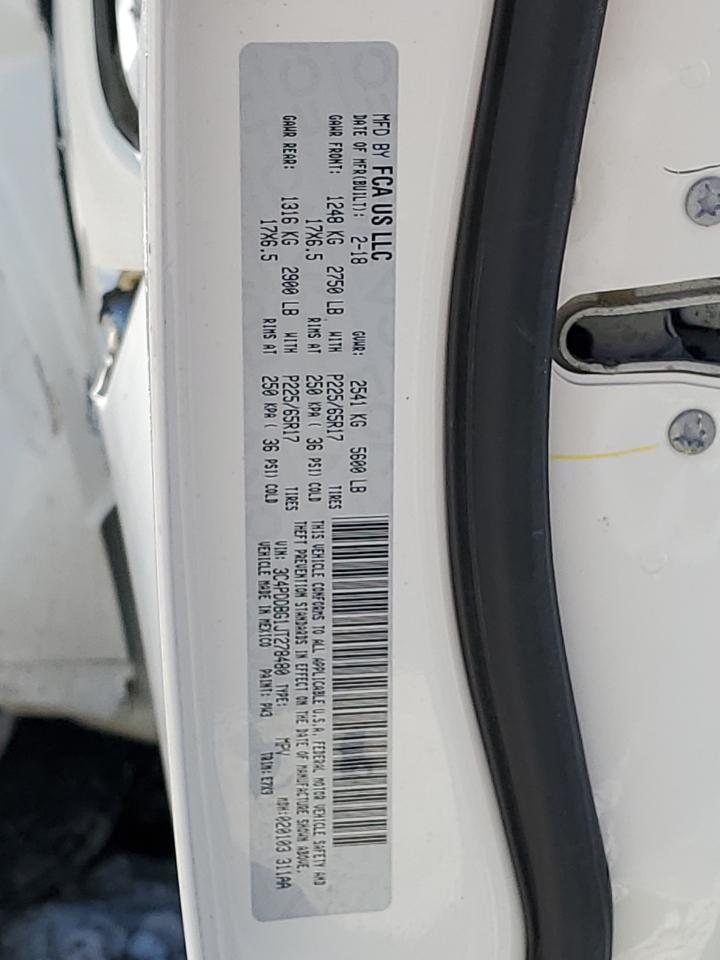 MFD BY FCA US LLC
DATE OF MFR(BUILT): 2-18 GVWR: 2541 KG 5600 LB
GAWR FRONT: 1248 KG 2750 LB WITH P225/65R17 TIRES
17X6.5 RIMS AT 250 KPA ( 36 PSI) COLD
GAWR REAR: 1316 KG 2900 LB WITH P225/65R17 TIRES
17X6.5 RIMS AT 250 KPA ( 36 PSI) COLD
THIS VEHICLE CONFORMS TO ALL APPLICABLE U.S.A. FEDERAL MOTOR VEHICLE SAFETY AND
THEFT PREVENTION STANDARDS IN EFFECT ON THE DATE OF MANUFACTURE SHOWN ABOVE.
VIN: 3C4PDDBG1JT278480 TYPE: MPV MDH:020103 311AA
VEHICLE MADE IN MEXICO PAINT: PW3 TRIM: E7X9